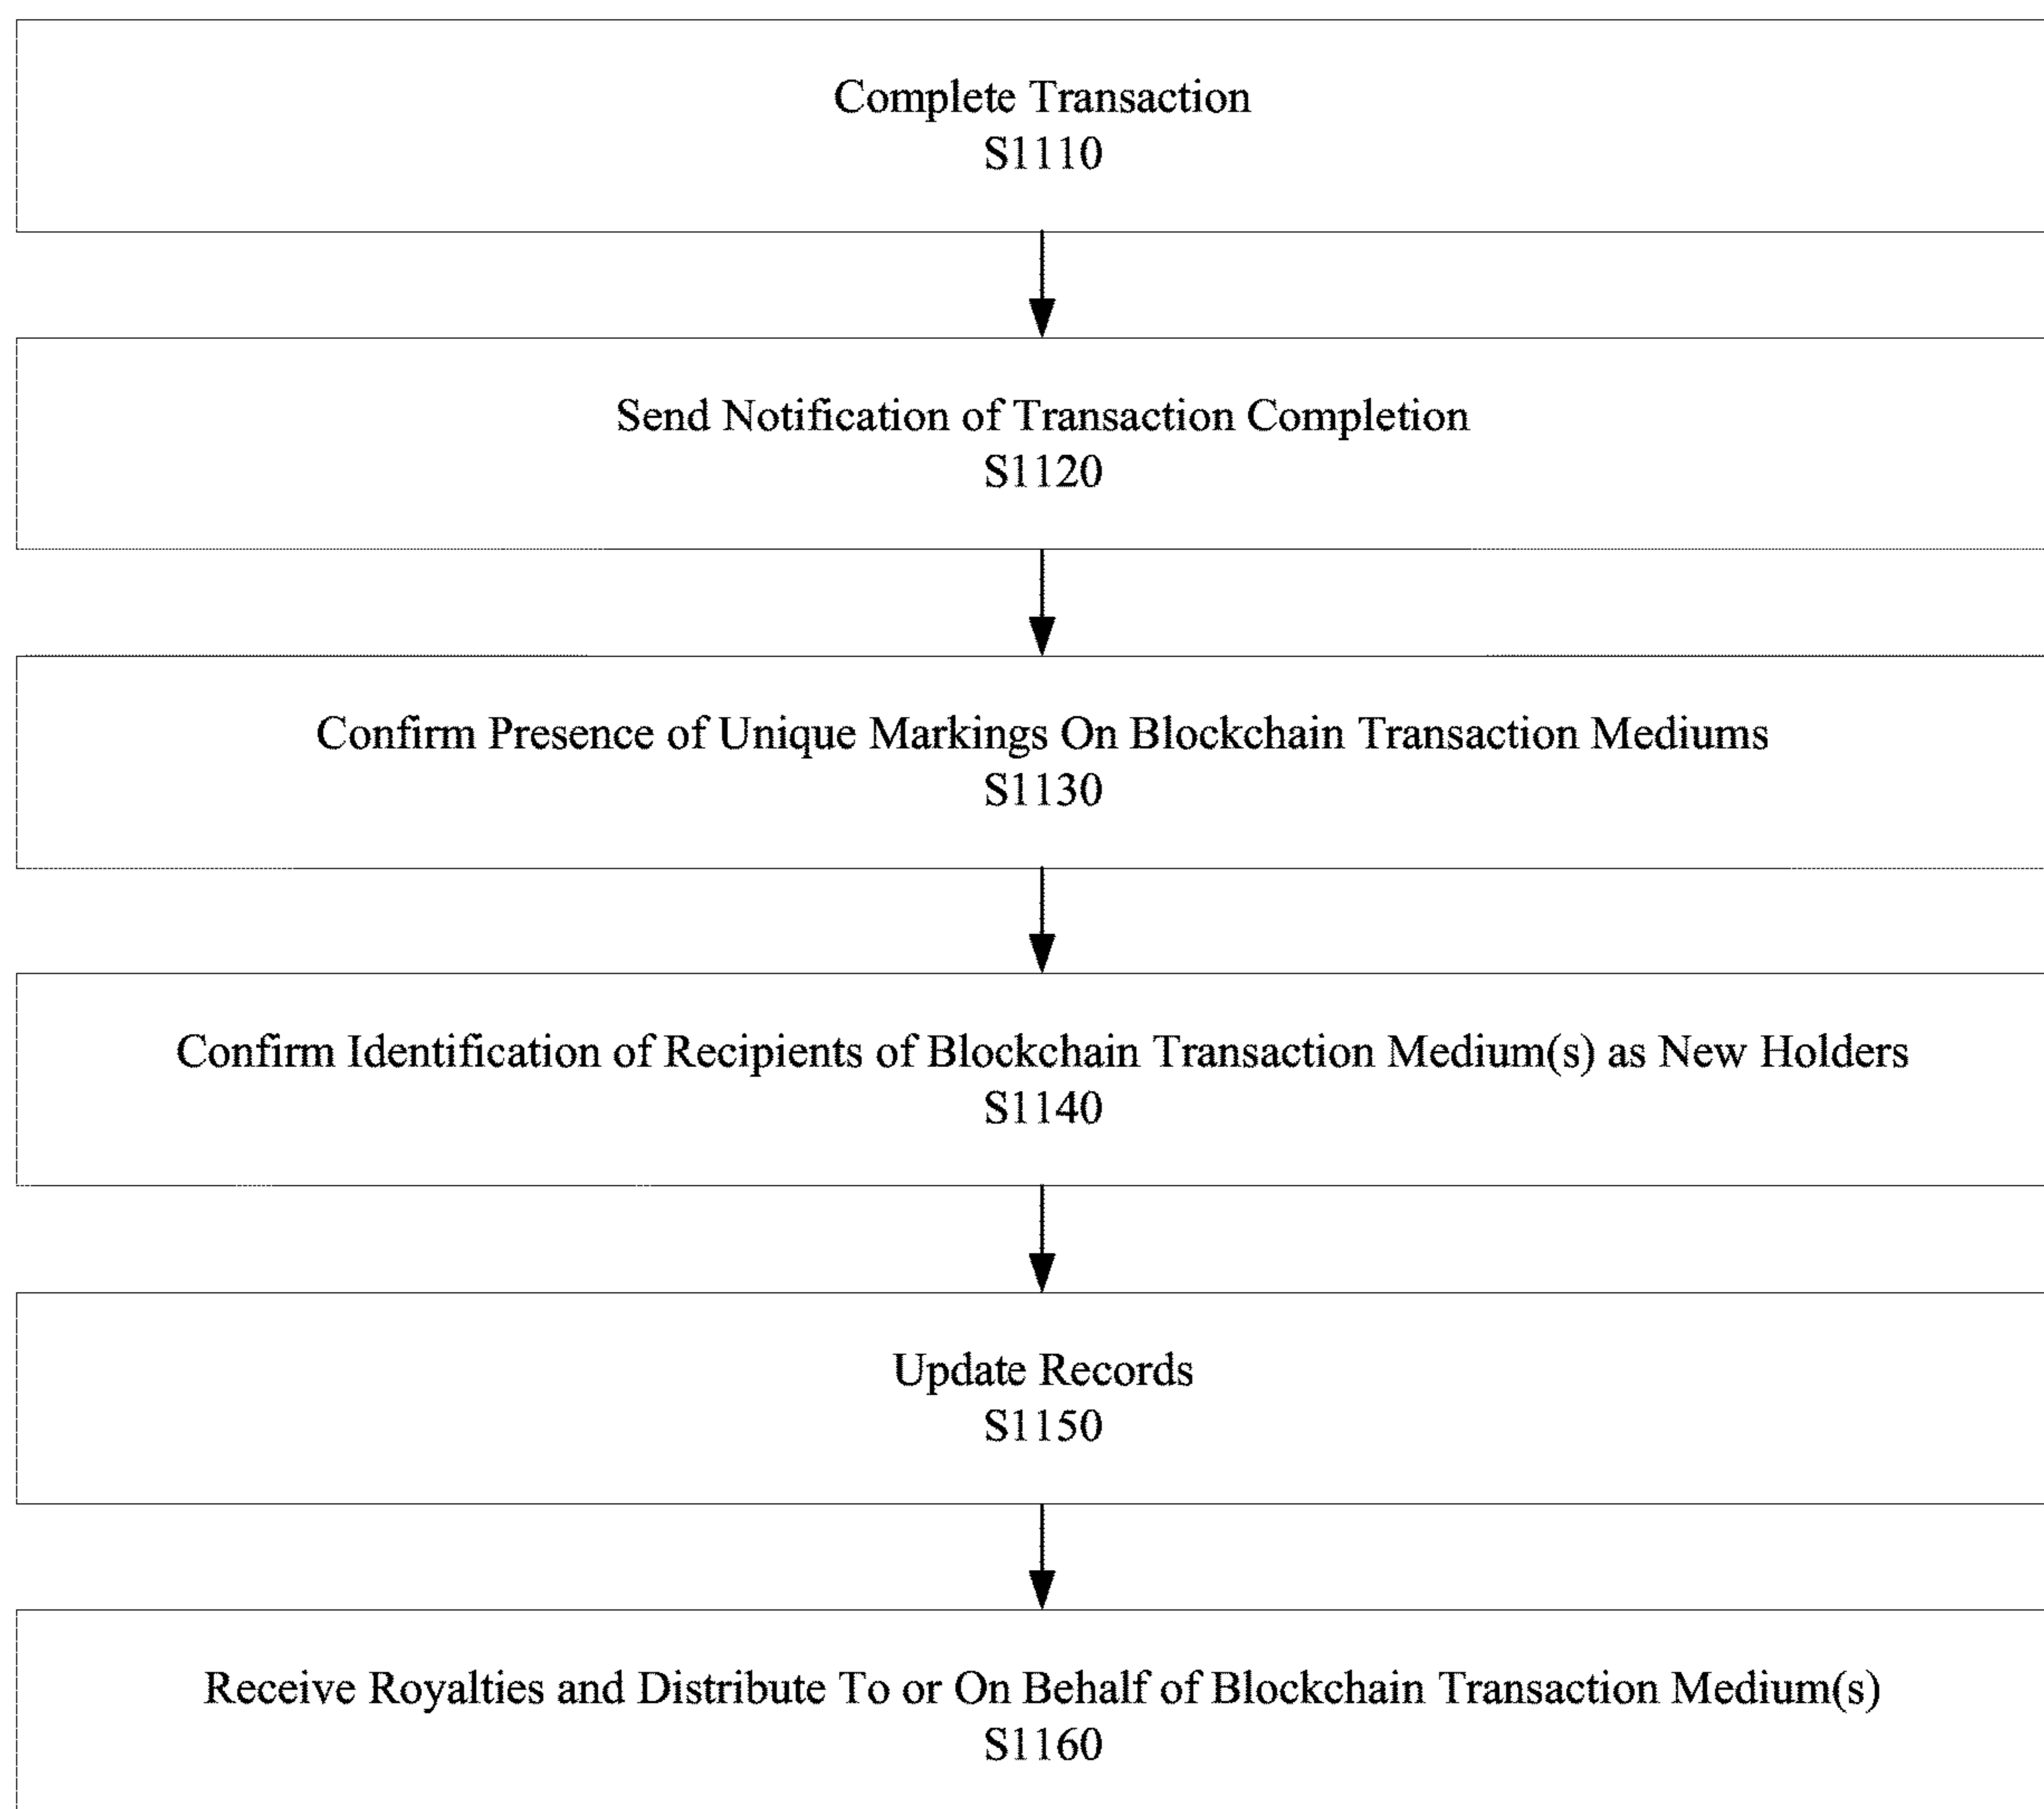 Complete Transaction
S1110
Send Notification of Transaction Completion
S1120
Confirm Presence of Unique Markings On Blockchain Transaction Mediums
S1130
Confirm Identification of Recipients of Blockchain Transaction Medium(s) as New Holders
S1140
Update Records
S1150
Receive Royalties and Distribute To or On Behalf of Blockchain Transaction Medium(s)
S1160